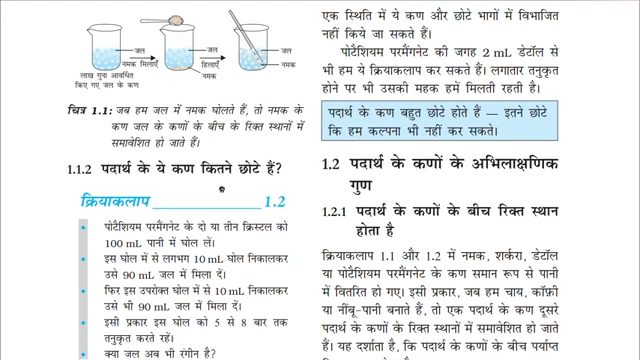 जल
नमक मिलाएँ
लाख गुना आवर्धित
किए गए जल के कण
जल
हिलाएँ
नमक
जल
नमक
चित्र 1.1: जब हम जल में नमक घोलते हैं, तो नमक के
कण जल के कणों के बीच के रिक्त स्थानों में
समावेशित हो जाते हैं।
1.1.2 पदार्थ के ये कण कितने छोटे हैं?
क्रियाकलाप 1.2
पोटैशियम परमैंगनेट के दो या तीन क्रिस्टल को
100 mL पानी में घोल लें।
इस घोल में से लगभग 10 mL घोल निकालकर
उसे 90 mL जल में मिला दें।
फिर इस उपरोक्त घोल में से 10 mL निकालकर
उसे भी 90 mL जल में मिला दें।
इसी प्रकार इस घोल को 5 से 8 बार तक
तनुकृत करते रहें।
क्या जल अब भी रंगीन है?
एक स्थिति में ये कण और छोटे भागों में विभाजित
नहीं किये जा सकते हैं।
पोटैशियम परमैंगनेट की जगह 2 mL डेटॉल से
भी हम ये क्रियाकलाप कर सकते हैं। लगातार तनुकृत
होने पर भी उसकी महक हमें मिलती रहती है।
पदार्थ के कण बहुत छोटे होते हैं — इतने छोटे
कि हम कल्पना भी नहीं कर सकते।
1.2 पदार्थ के कणों के अभिलाक्षणिक
गुण
1.2.1 पदार्थ के कणों के बीच रिक्त स्थान
होता है
क्रियाकलाप 1.1 और 1.2 में नमक, शर्करा, डेटॉल
या पोटैशियम परमैंगनेट के कण समान रूप से पानी
में वितरित हो गए। इसी प्रकार, जब हम चाय, कॉफ़ी
या नींबू-पानी बनाते हैं, तो एक पदार्थ के कण दूसरे
पदार्थ के कणों के रिक्त स्थानों में समावेशित हो जाते
हैं। यह दर्शाता है, कि पदार्थ के कणों के बीच पर्याप्त